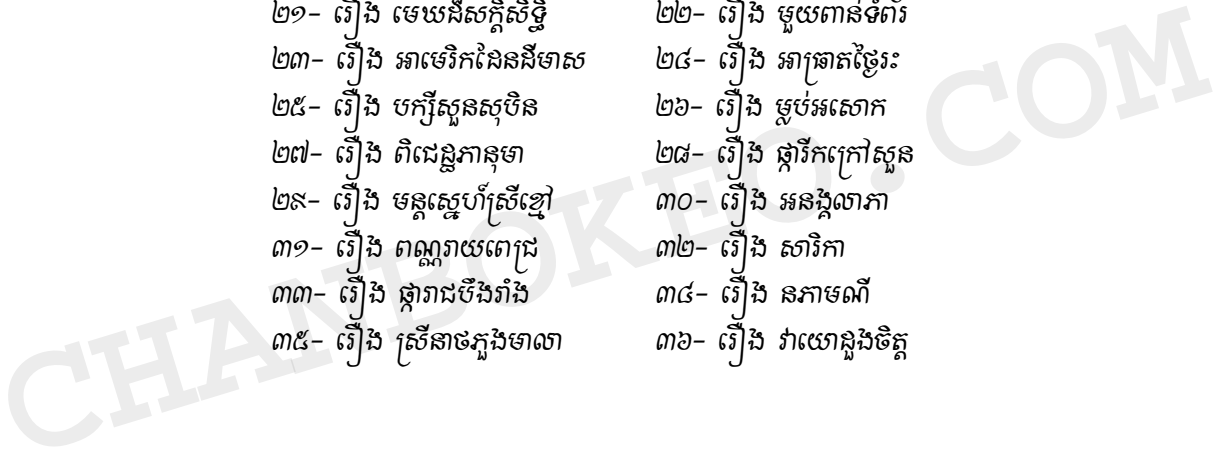 ២១- រឿង មេឃដ៏សក្តិសិទ្ធិ ២២- រឿង មួយពាន់ទំព័រ
២៣- រឿង អាមេរិកដែនដីមាស ២៤- រឿង អាធ្រាតថ្ងៃរះ
២៥- រឿង បក្សីសួនសុបិន ២៦- រឿង ម្លប់អសោក
២៧- រឿង ពិជេដ្ឋភានុមា ២៨- រឿង ផ្ការីកក្រៅសួន
២៩- រឿង មន្តស្នេហ៍ស្រីខ្មៅ ៣០- រឿង អនង្គលាភា
៣១- រឿង ពណ្ណរាយពេជ្រ ៣២- រឿង សារិកា
៣៣- រឿង ផ្ការាជបឹងរាំង ៣៤- រឿង នភាមណី
៣៥- រឿង ស្រីនាថភួងមាលា ៣៦- រឿង វាយោដួងចិត្ត
CHANBOKEO.COM